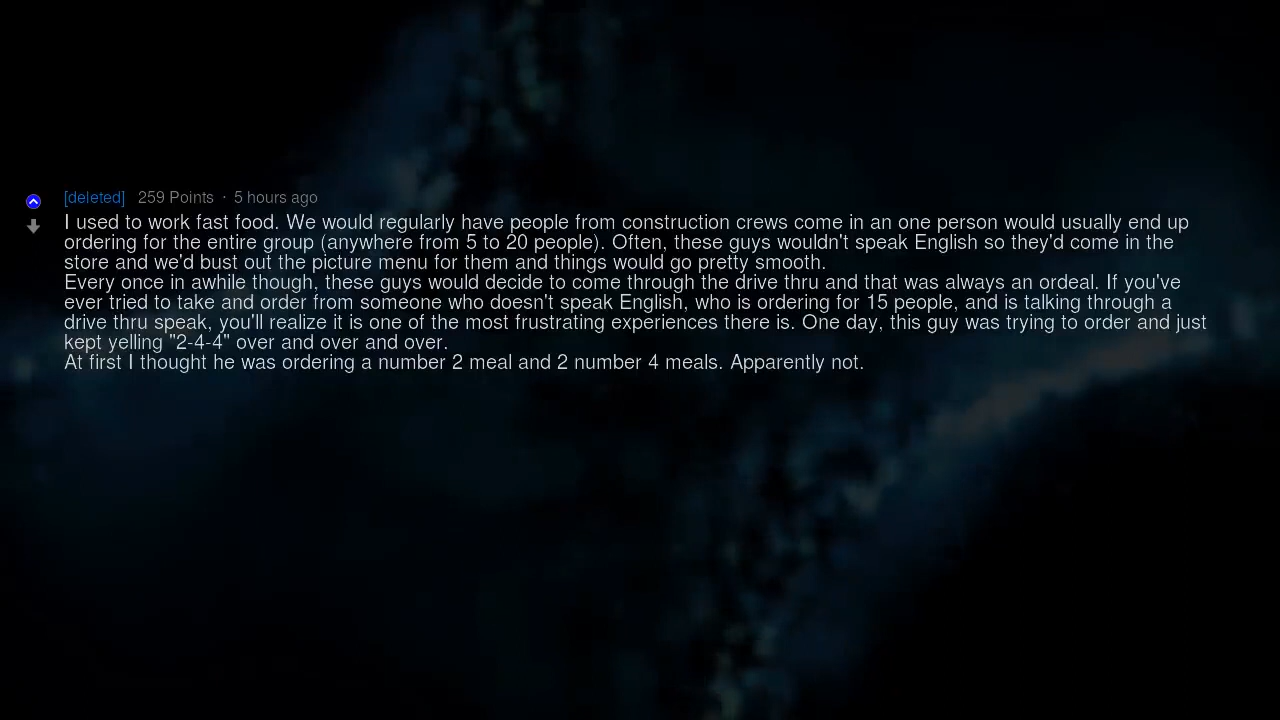 [deleted] 259 Points · 5 hours ago
I used to work fast food. We would regularly have people from construction crews come in an one person would usually end up
ordering for the entire group (anywhere from 5 to 20 people). Often, these guys wouldn't speak English so they'd come in the
store and we'd bust out the picture menu for them and things would go pretty smooth.
Every once in awhile though, these guys would decide to come through the drive thru and that was always an ordeal. If you've
ever tried to take and order from someone who doesn't speak English, who is ordering for 15 people, and is talking through a
drive thru speak, you'll realize it is one of the most frustrating experiences there is. One day, this guy was trying to order and just
kept yelling "2-4-4" over and over and over.
At first I thought he was ordering a number 2 meal and 2 number 4 meals. Apparently not.